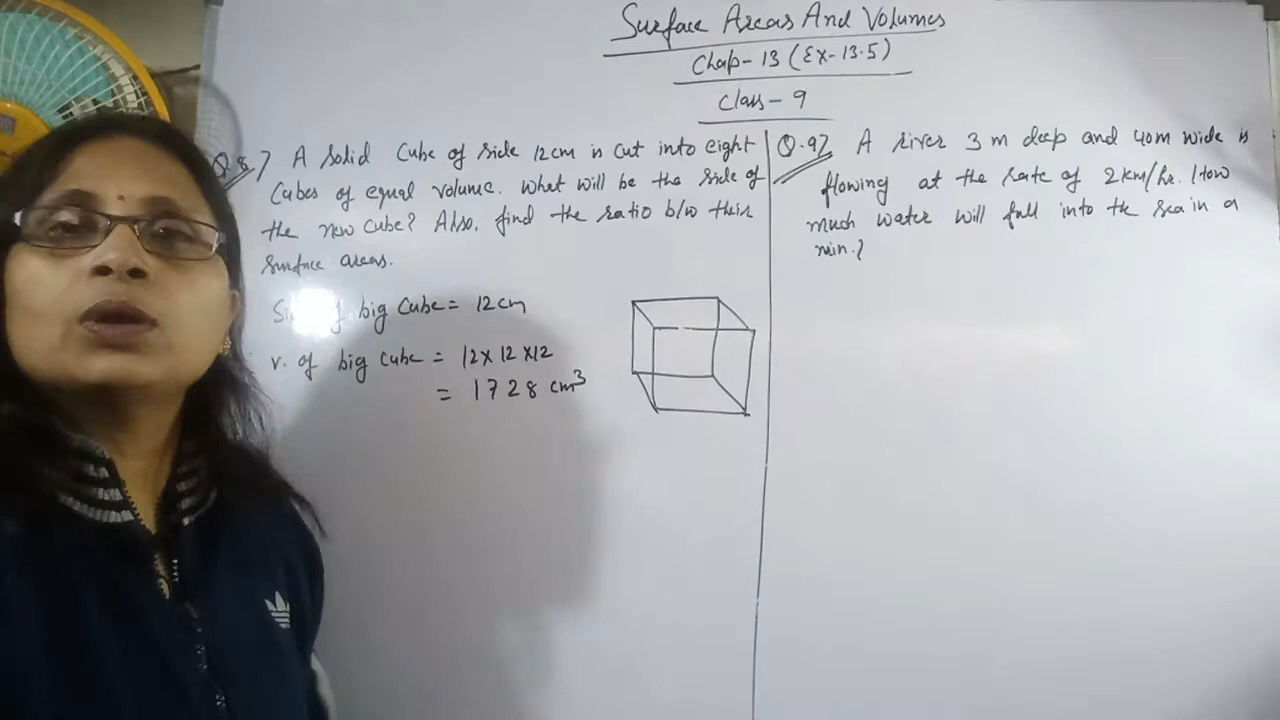 Surface Areas And Volumes
Chap-13 (Ex-13.5)
Class-9
Q.8.7 A Solid Cube of side 12cm is cut into eight
Cubes of equal volume. What will be the side of
the new cube? Also, find the ratio b/w their
surface areas.
of big Cube = 12cm
v. of big Cube = 12 x 12 x 12
= 1728 cm³
Q.9.7 A river 3 m deep and 40m wide is
flowing at the rate of 2km/hr. How
much water will fall into the sea in a
min.?